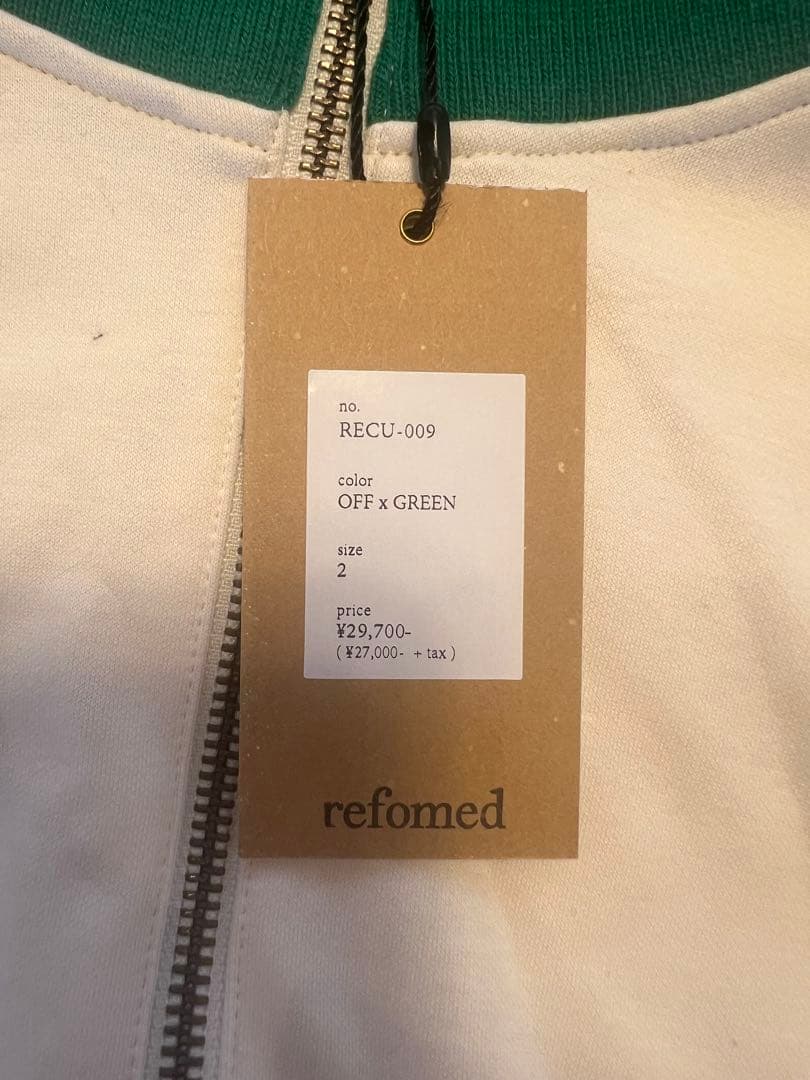 no.
RECU-009
color
OFF x GREEN
size
2
price
¥29,700-
( ¥27,000- + tax )
refomed